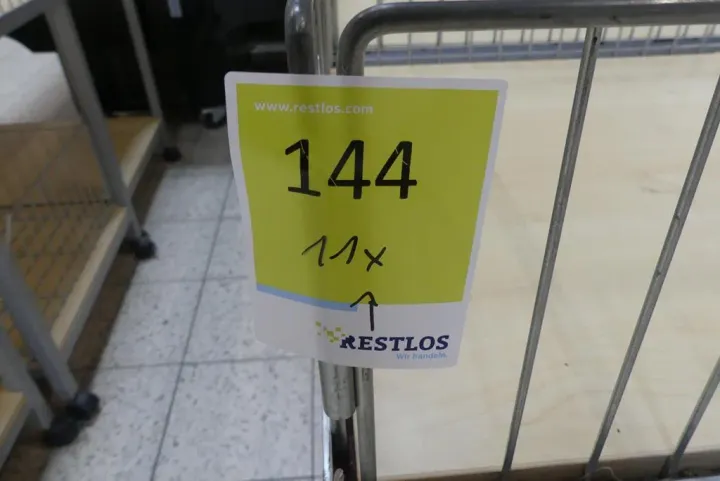 www.restlos.com
144
11x
↑
RESTLOS
Wir handeln.